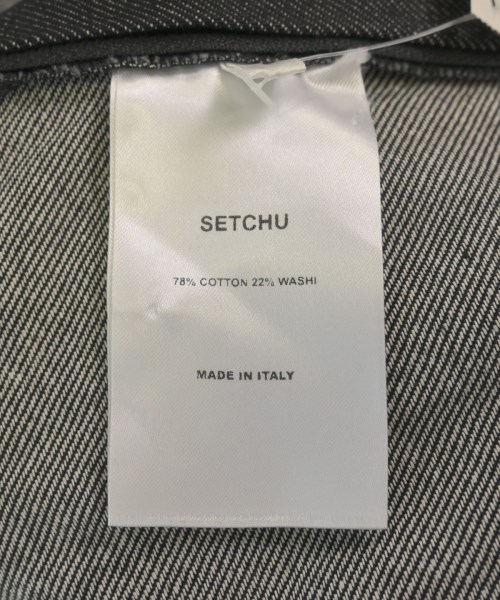 SETCHU
78% COTTON 22% WASHI
MADE IN ITALY